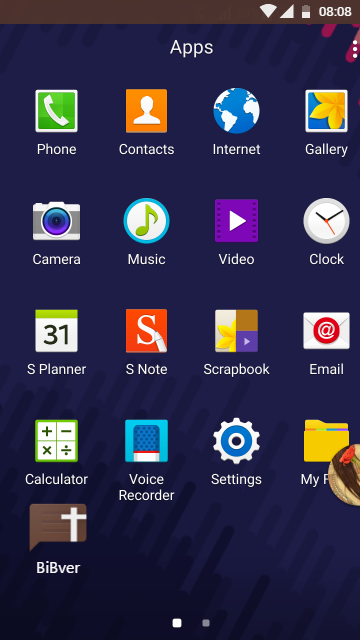 08:08
Apps
Phone Contacts Internet Gallery
Camera Music Video Clock
31 S @
S Planner S Note Scrapbook Email
Calculator Voice Settings My
Recorder
BiBver